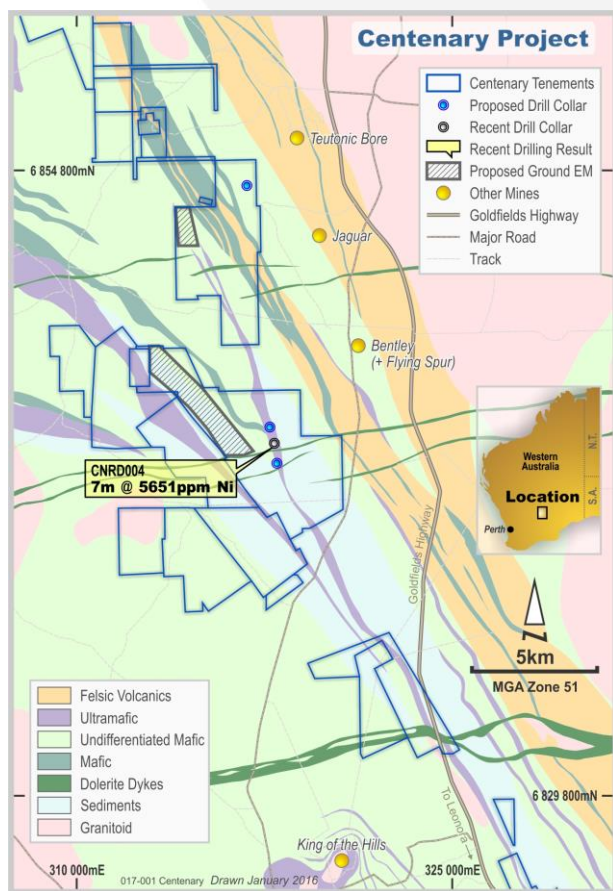 Centenary Project
Centenary Tenements
Proposed Drill Collar
Recent Drill Collar
Recent Drilling Result
Proposed Ground EM
Other Mines
Goldfields Highway
Major Road
Track
Teutonic Bore
6 854 800mN
Jaguar
Bentley
(+ Flying Spur)
CNRD004
7m @ 5651ppm Ni
Western
Australia
N.T.
Location
S.A.
Perth
Goldfields Highway
5km
MGA Zone 51
Felsic Volcanics
Ultramafic
Undifferentiated Mafic
Mafic
Dolerite Dykes
Sediments
Granitoid
6 829 800mN
To Leonora
King of the Hills
310 000mE
017-001 Centenary Drawn January 2016
325 000mE